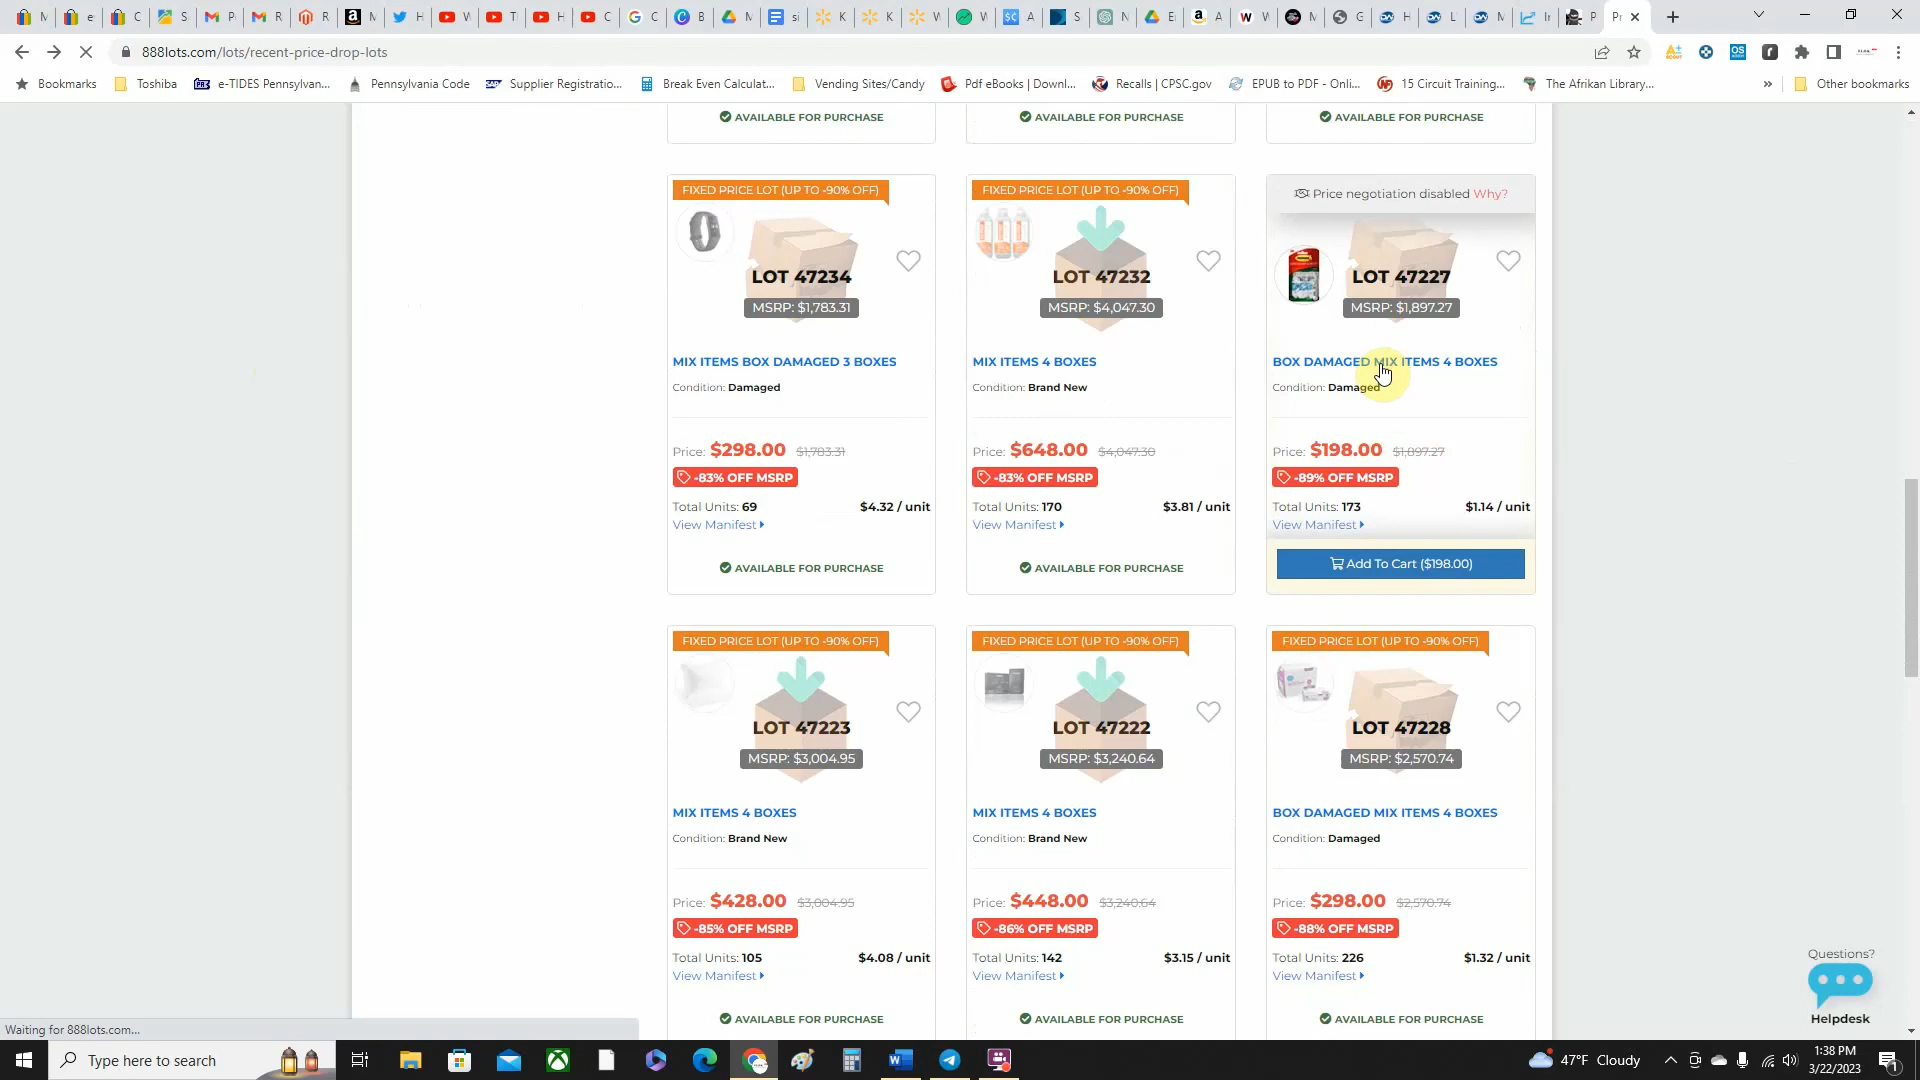 888lots.com/lots/recent-price-drop-lots
Bookmarks
Toshiba
e-TIDES Pennsylvan...
Pennsylvania Code
Supplier Registratio...
Break Even Calculat...
Vending Sites/Candy
Pdf eBooks | Downl...
Recalls | CPSC.gov
EPUB to PDF - Onli...
15 Circuit Training...
The Afrikan Library...
»
Other bookmarks
AVAILABLE FOR PURCHASE
AVAILABLE FOR PURCHASE
AVAILABLE FOR PURCHASE
FIXED PRICE LOT (UP TO -90% OFF)
LOT 47234
MSRP: $1,783.31
MIX ITEMS BOX DAMAGED 3 BOXES
Condition: Damaged
Price: $298.00 $1,783.31
-83% OFF MSRP
Total Units: 69 $4.32 / unit
View Manifest
AVAILABLE FOR PURCHASE
FIXED PRICE LOT (UP TO -90% OFF)
LOT 47232
MSRP: $4,047.30
MIX ITEMS 4 BOXES
Condition: Brand New
Price: $648.00 $4,047.30
-83% OFF MSRP
Total Units: 170 $3.81 / unit
View Manifest
AVAILABLE FOR PURCHASE
Price negotiation disabled Why?
LOT 47227
MSRP: $1,897.27
BOX DAMAGED MIX ITEMS 4 BOXES
Condition: Damaged
Price: $198.00 $1,897.27
-89% OFF MSRP
Total Units: 173 $1.14 / unit
View Manifest
Add To Cart ($198.00)
FIXED PRICE LOT (UP TO -90% OFF)
LOT 47223
MSRP: $3,004.95
MIX ITEMS 4 BOXES
Condition: Brand New
Price: $428.00 $3,004.95
-85% OFF MSRP
Total Units: 105 $4.08 / unit
View Manifest
AVAILABLE FOR PURCHASE
FIXED PRICE LOT (UP TO -90% OFF)
LOT 47222
MSRP: $3,240.64
MIX ITEMS 4 BOXES
Condition: Brand New
Price: $448.00 $3,240.64
-86% OFF MSRP
Total Units: 142 $3.15 / unit
View Manifest
AVAILABLE FOR PURCHASE
FIXED PRICE LOT (UP TO -90% OFF)
LOT 47228
MSRP: $2,570.74
BOX DAMAGED MIX ITEMS 4 BOXES
Condition: Damaged
Price: $298.00 $2,570.74
-88% OFF MSRP
Total Units: 226 $1.32 / unit
View Manifest
AVAILABLE FOR PURCHASE
Questions?
Helpdesk
Waiting for 888lots.com...
Type here to search
47°F Cloudy
1:38 PM
3/22/2023